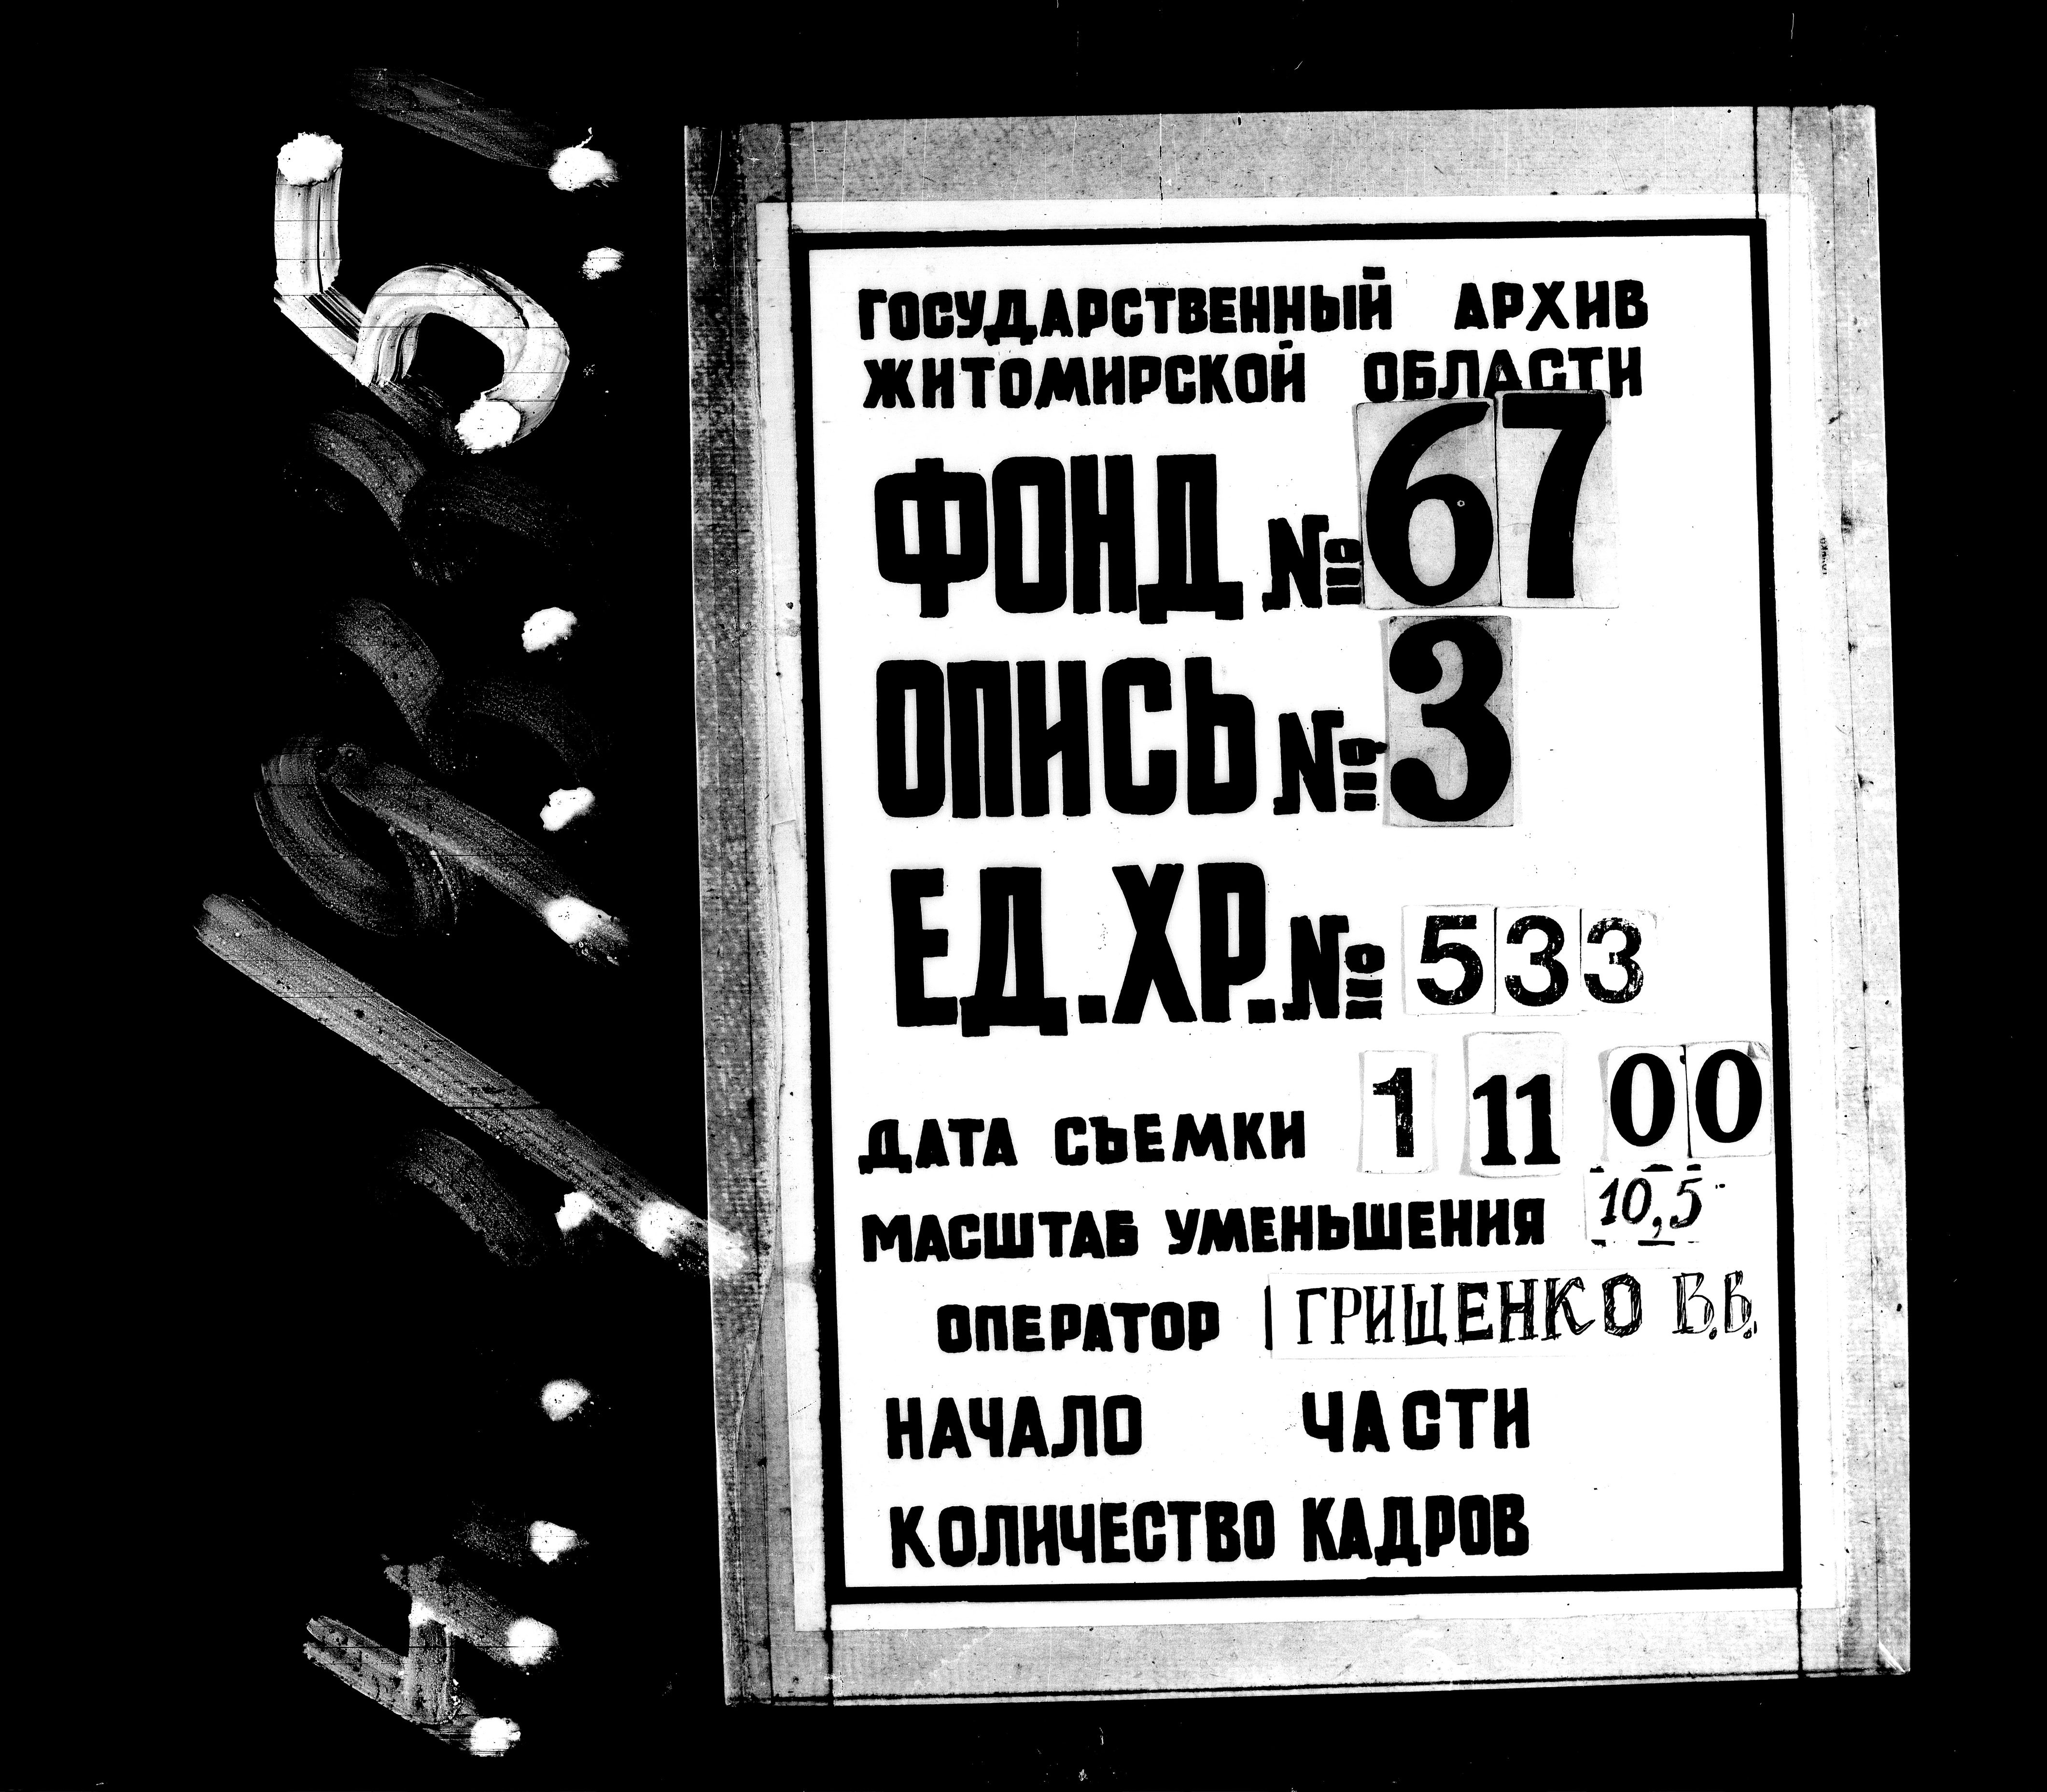 ГОСУДАРСТВЕННЫЙ АРХИВ
ЖИТОМИРСКОЙ ОБЛАСТИ
ФОНД № 67
ОПИСЬ № 3
ЕД.ХР.№ 533
ДАТА СЪЕМКИ 1 11 00
МАСШТАБ УМЕНЬШЕНИЯ 10,5
ОПЕРАТОР ГРИЩЕНКО В.В.
НАЧАЛО ЧАСТИ
КОЛИЧЕСТВО КАДРОВ